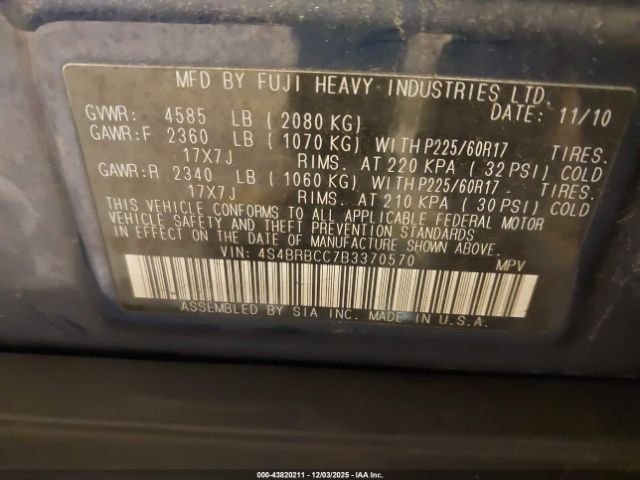 MFD BY FUJI HEAVY INDUSTRIES LTD.
GVWR: 4585 LB ( 2080 KG) DATE: 11/10
GAWR:F 2360 LB ( 1070 KG) WITH P225/60R17 TIRES.
17X7J RIMS. AT 220 KPA ( 32 PSI) COLD
GAWR:R 2340 LB ( 1060 KG) WITH P225/60R17 TIRES.
17X7J RIMS. AT 210 KPA ( 30 PSI) COLD
THIS VEHICLE CONFORMS TO ALL APPLICABLE FEDERAL MOTOR
VEHICLE SAFETY AND THEFT PREVENTION STANDARDS
IN EFFECT ON THE DATE OF MANUFACTURE SHOWN ABOVE.
VIN: 4S4BRBCC7B3370570 MPV
ASSEMBLED BY SIA INC. IN U.S.A.
000-43820211 - 12/03/2025 - IAAI, Inc.